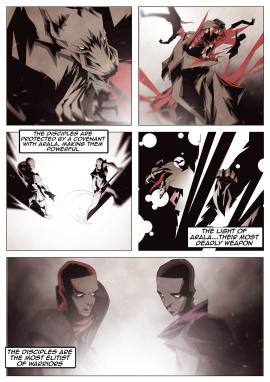 THE DISCIPLES ARE
PROTECTED BY A COVENANT
WITH ARALA, MAKING THEM
POWERFUL
THE LIGHT OF
ARALA...THEIR MOST
DEADLY WEAPON
THE DISCIPLES ARE
THE MOST ELITIST
OF WARRIORS